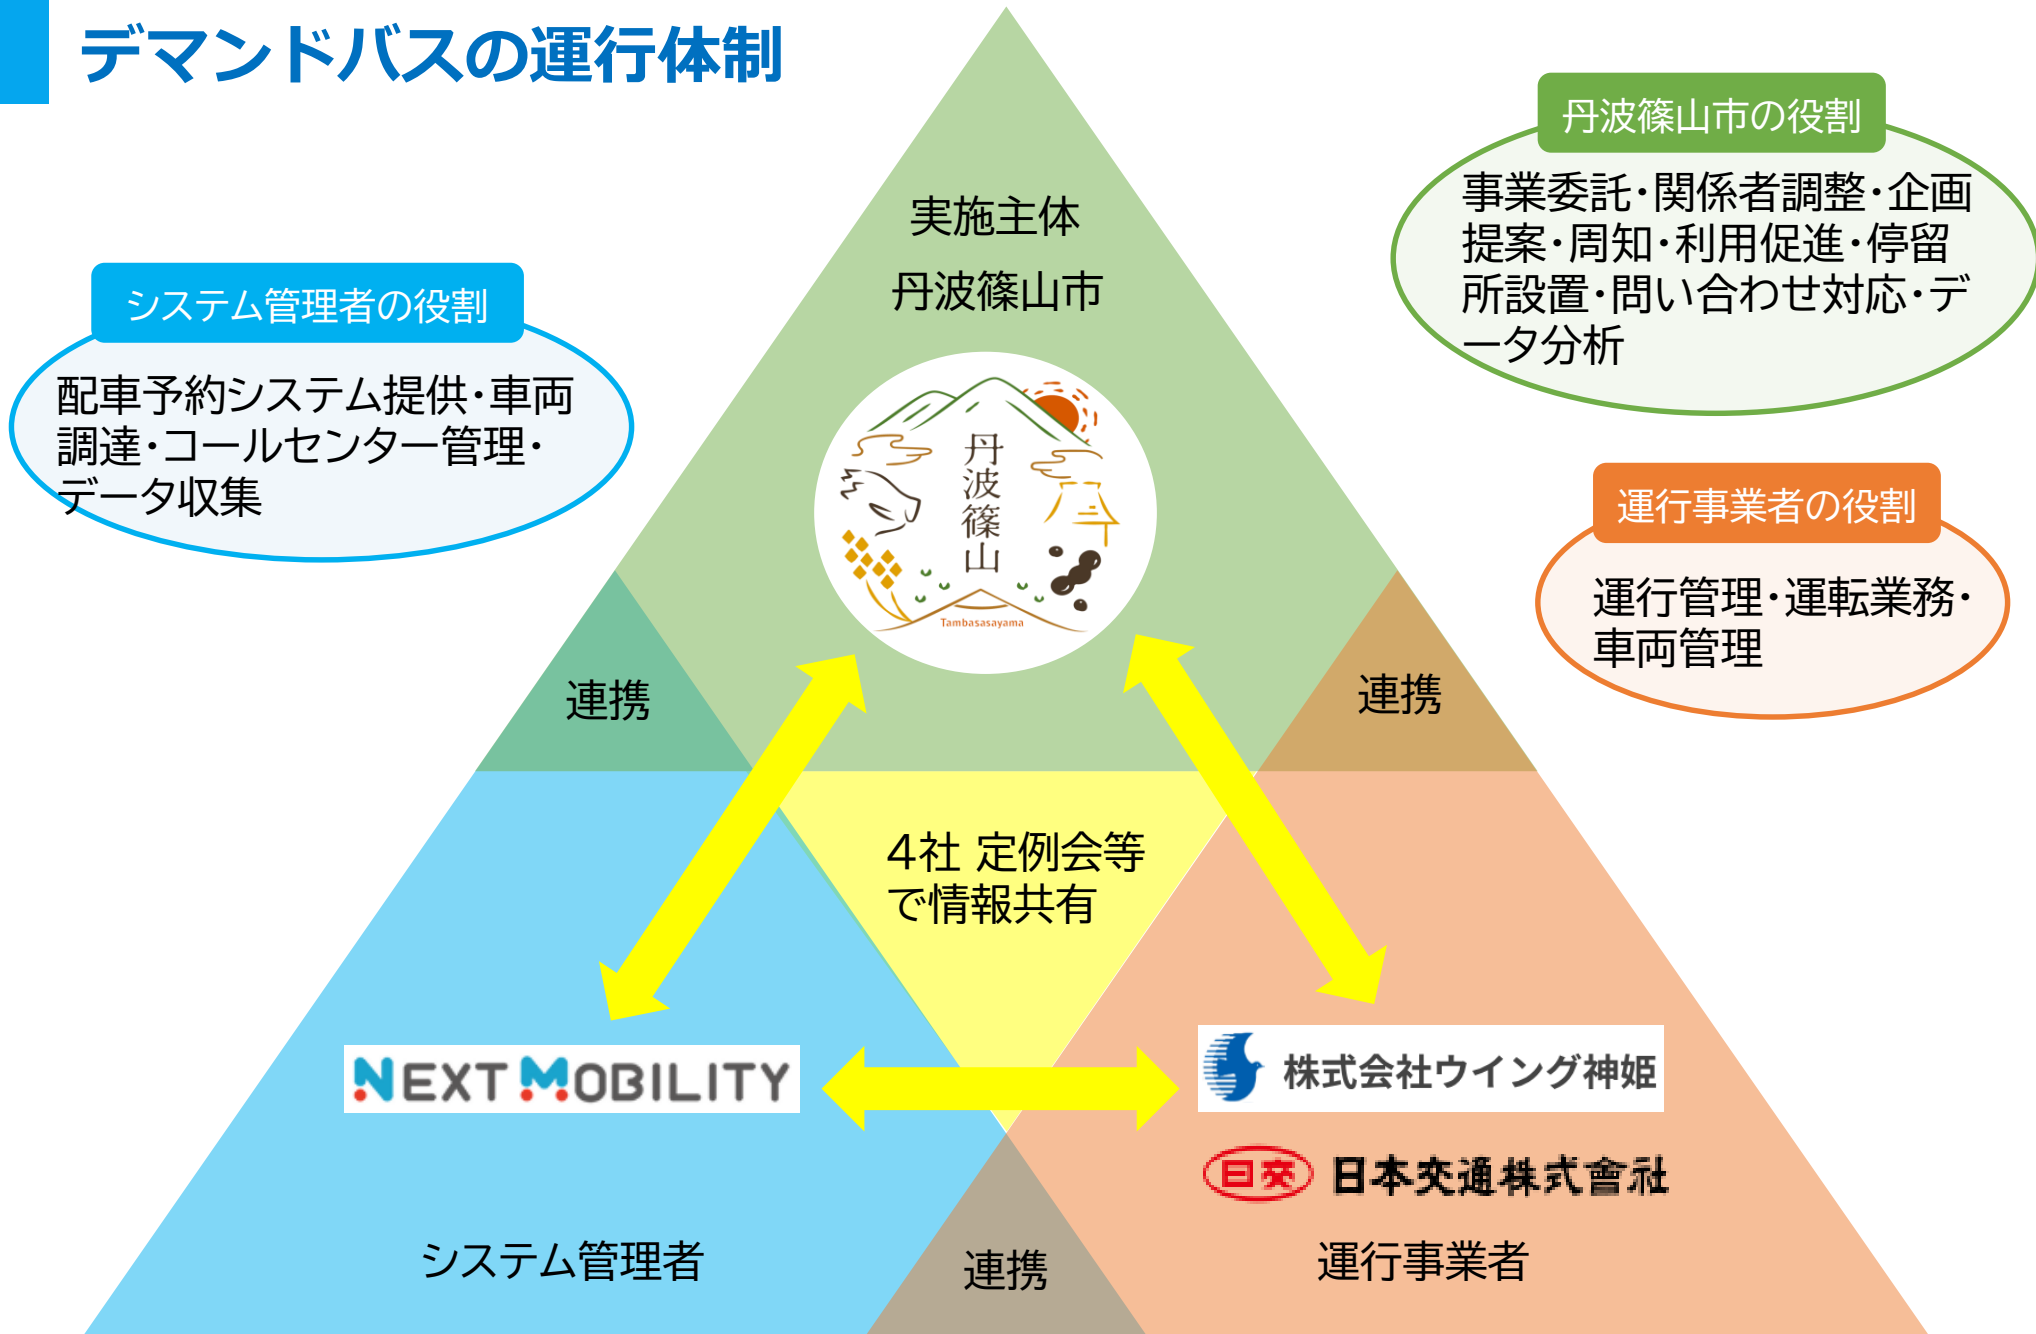 デマンドバスの運行体制
丹波篠山市の役割
事業委託・関係者調整・企画
提案・周知・利用促進・停留
所設置・問い合わせ対応・デ
ータ分析
実施主体
丹波篠山市
システム管理者の役割
配車予約システム提供・車両
調達・コールセンター管理・
データ収集
丹波篠山
Tambasasayama
運行事業者の役割
運行管理・運転業務・
車両管理
連携
連携
4社 定例会等
で情報共有
NEXT MOBILITY
株式会社ウイング神姫
日交 日本交通株式會社
システム管理者
連携
運行事業者